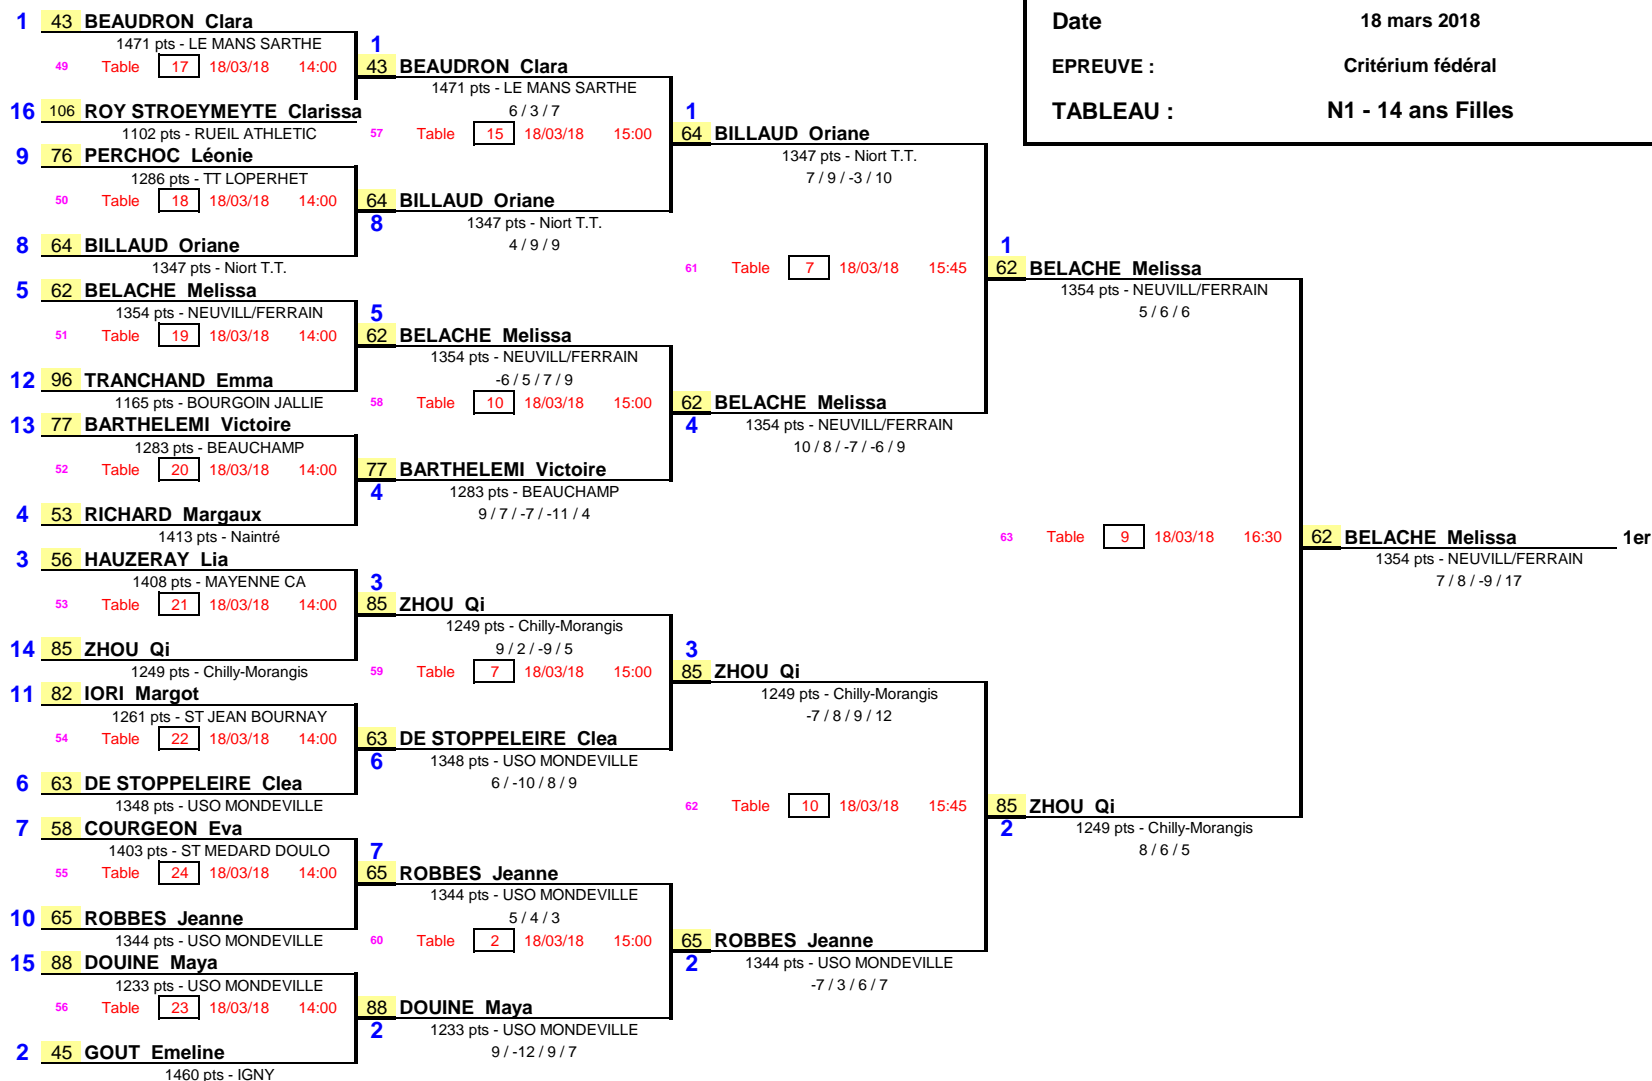 Date 18 mars 2018
EPREUVE : Critérium fédéral
TABLEAU : N1 - 14 ans Filles
1 43 BEAUDRON Clara
1471 pts - LE MANS SARTHE
49 Table 17 18/03/18 14:00
16 106 ROY STROEYMEYTE Clarissa
1102 pts - RUEIL ATHLETIC
9 76 PERCHOC Léonie
1286 pts - TT LOPERHET
50 Table 18 18/03/18 14:00
8 64 BILLAUD Oriane
1347 pts - Niort T.T.
5 62 BELACHE Melissa
1354 pts - NEUVILL/FERRAIN
51 Table 19 18/03/18 14:00
12 96 TRANCHAND Emma
1165 pts - BOURGOIN JALLIE
13 77 BARTHELEMI Victoire
1283 pts - BEAUCHAMP
52 Table 20 18/03/18 14:00
4 53 RICHARD Margaux
1413 pts - Naintré
3 56 HAUZERAY Lia
1408 pts - MAYENNE CA
53 Table 21 18/03/18 14:00
14 85 ZHOU Qi
1249 pts - Chilly-Morangis
11 82 IORI Margot
1261 pts - ST JEAN BOURNAY
54 Table 22 18/03/18 14:00
6 63 DE STOPPELEIRE Clea
1348 pts - USO MONDEVILLE
7 58 COURGEON Eva
1403 pts - ST MEDARD DOULO
55 Table 24 18/03/18 14:00
10 65 ROBBES Jeanne
1344 pts - USO MONDEVILLE
15 88 DOUINE Maya
1233 pts - USO MONDEVILLE
56 Table 23 18/03/18 14:00
2 45 GOUT Emeline
1460 pts - IGNY
1
43 BEAUDRON Clara
1471 pts - LE MANS SARTHE
6 / 3 / 7
57 Table 15 18/03/18 15:00
64 BILLAUD Oriane
8
1347 pts - Niort T.T.
4 / 9 / 9
5
62 BELACHE Melissa
1354 pts - NEUVILL/FERRAIN
-6 / 5 / 7 / 9
58 Table 10 18/03/18 15:00
77 BARTHELEMI Victoire
4
1283 pts - BEAUCHAMP
9 / 7 / -7 / -11 / 4
3
85 ZHOU Qi
1249 pts - Chilly-Morangis
9 / 2 / -9 / 5
59 Table 7 18/03/18 15:00
63 DE STOPPELEIRE Clea
6
1348 pts - USO MONDEVILLE
6 / -10 / 8 / 9
7
65 ROBBES Jeanne
1344 pts - USO MONDEVILLE
5 / 4 / 3
60 Table 2 18/03/18 15:00
88 DOUINE Maya
2
1233 pts - USO MONDEVILLE
9 / -12 / 9 / 7
1
64 BILLAUD Oriane
1347 pts - Niort T.T.
7 / 9 / -3 / 10
61 Table 7 18/03/18 15:45
62 BELACHE Melissa
4
1354 pts - NEUVILL/FERRAIN
10 / 8 / -7 / -6 / 9
3
85 ZHOU Qi
1249 pts - Chilly-Morangis
-7 / 8 / 9 / 12
62 Table 10 18/03/18 15:45
65 ROBBES Jeanne
2
1344 pts - USO MONDEVILLE
-7 / 3 / 6 / 7
1
62 BELACHE Melissa
1354 pts - NEUVILL/FERRAIN
5 / 6 / 6
63 Table 9 18/03/18 16:30
85 ZHOU Qi
2
1249 pts - Chilly-Morangis
8 / 6 / 5
62 BELACHE Melissa 1er
1354 pts - NEUVILL/FERRAIN
7 / 8 / -9 / 17